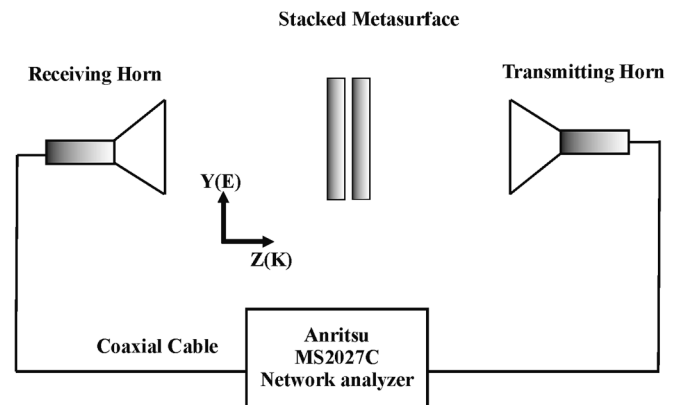 Stacked Metasurface
Receiving Horn
Transmitting Horn
Y(E)
Z(K)
Coaxial Cable
Anritsu
MS2027C
Network analyzer